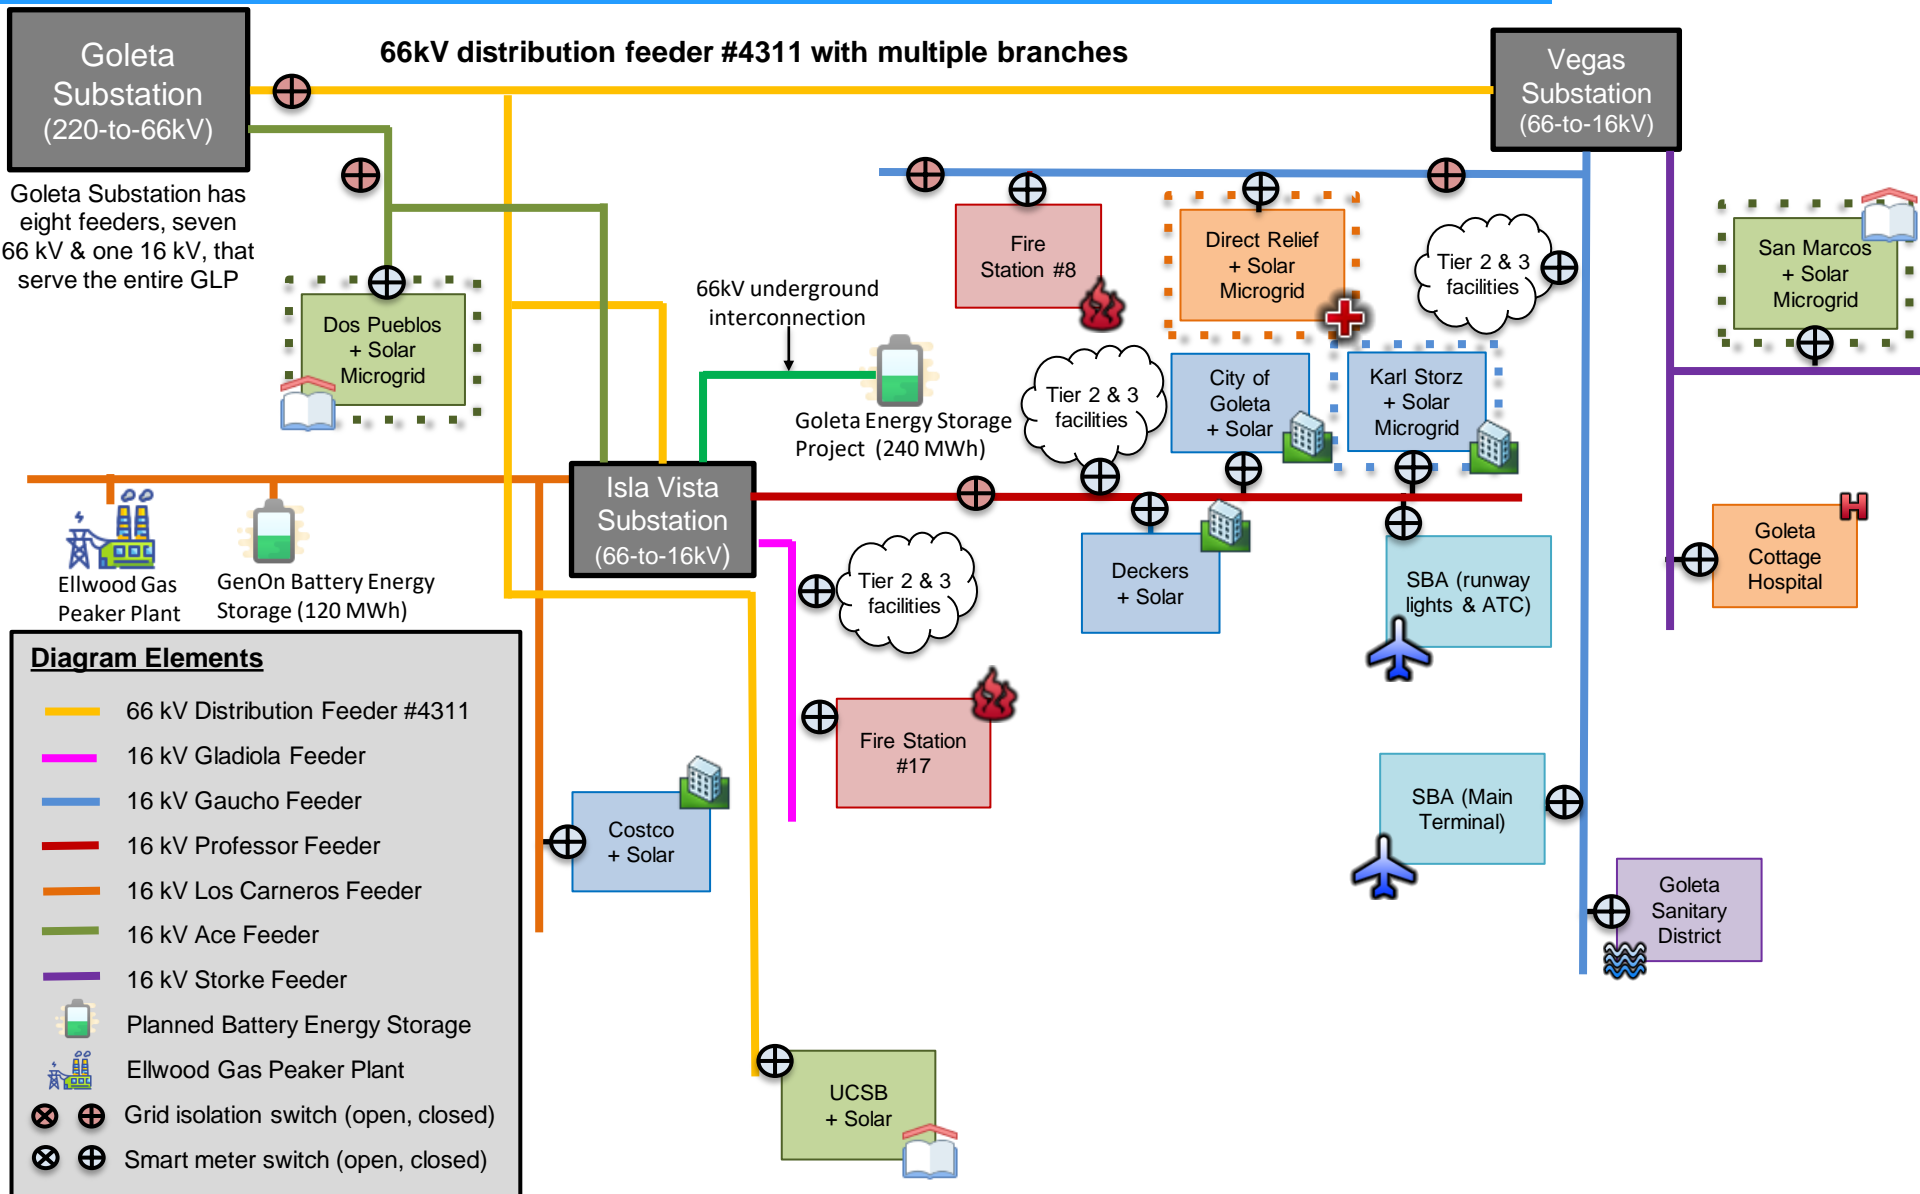 66kV distribution feeder #4311 with multiple branches
Goleta
Substation
(220-to-66kV)
Goleta Substation has
eight feeders, seven
66 kV & one 16 kV, that
serve the entire GLP
Vegas
Substation
(66-to-16kV)
Dos Pueblos
+ Solar
Microgrid
66kV underground
interconnection
Goleta Energy Storage
Project (240 MWh)
Fire
Station #8
Direct Relief
+ Solar
Microgrid
Tier 2 & 3
facilities
San Marcos
+ Solar
Microgrid
Tier 2 & 3
facilities
City of
Goleta
+ Solar
Karl Storz
+ Solar
Microgrid
Isla Vista
Substation
(66-to-16kV)
Ellwood Gas
Peaker Plant
GenOn Battery Energy
Storage (120 MWh)
Tier 2 & 3
facilities
Deckers
+ Solar
SBA (runway
lights & ATC)
H
Goleta
Cottage
Hospital
Fire Station
#17
Costco
+ Solar
SBA (Main
Terminal)
Goleta
Sanitary
District
UCSB
+ Solar
Diagram Elements
66 kV Distribution Feeder #4311
16 kV Gladiola Feeder
16 kV Gaucho Feeder
16 kV Professor Feeder
16 kV Los Carneros Feeder
16 kV Ace Feeder
16 kV Storke Feeder
Planned Battery Energy Storage
Ellwood Gas Peaker Plant
Grid isolation switch (open, closed)
Smart meter switch (open, closed)